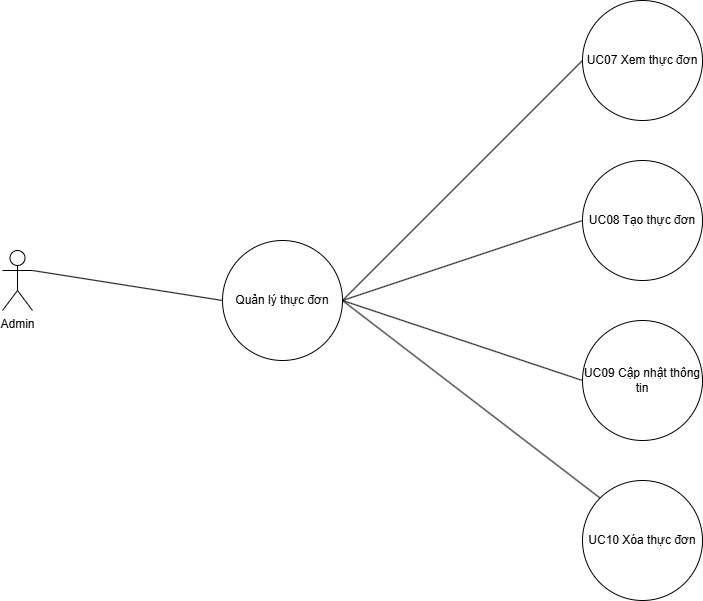 UC07 Xem thực đơn
UC08 Tạo thực đơn
Quản lý thực đơn
Admin
UC09 Cập nhật thông
tin
UC10 Xóa thực đơn